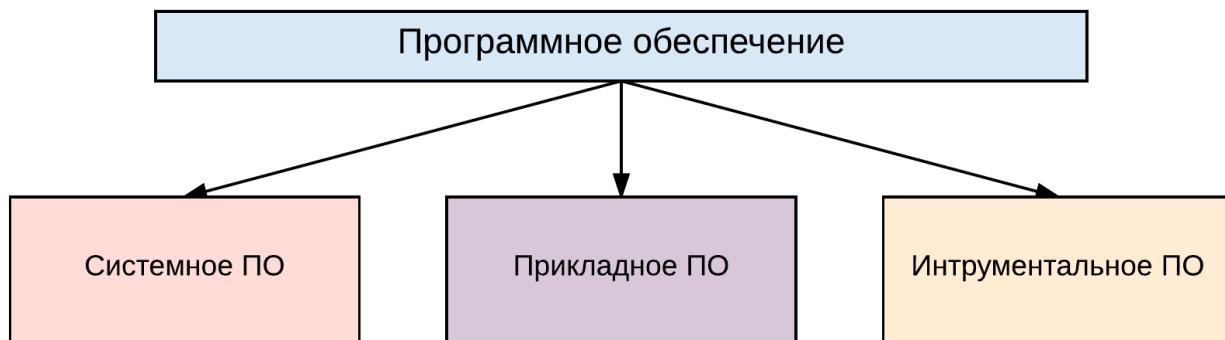 Программное обеспечение
Системное ПО
Прикладное ПО
Интрументальное ПО